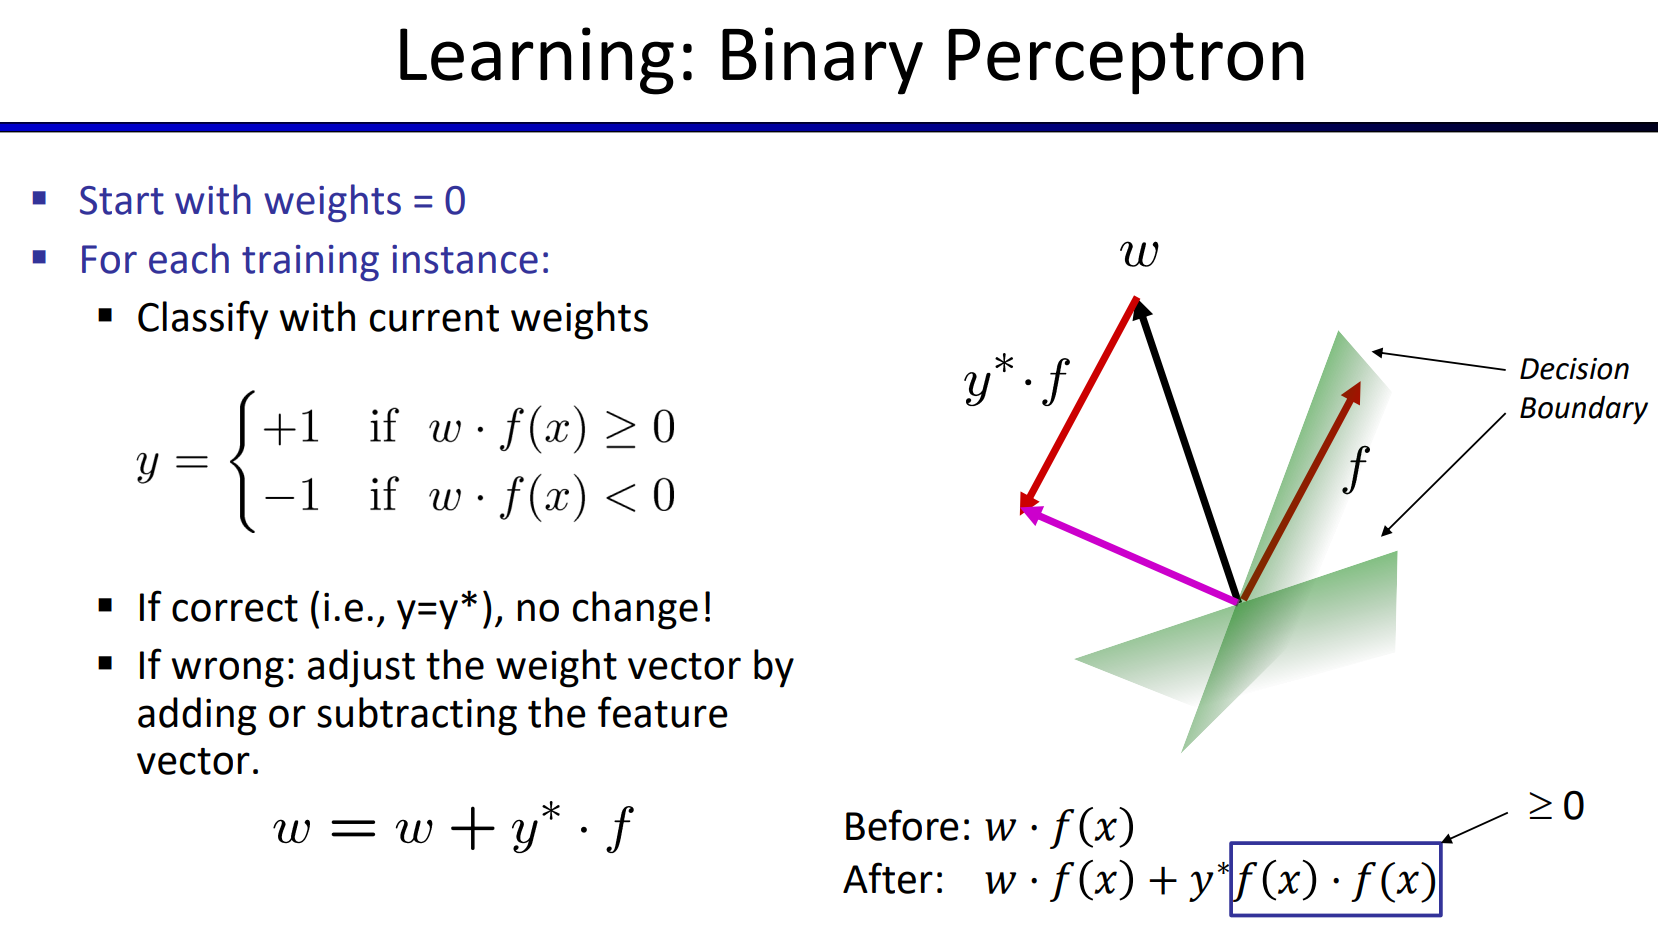 Learning: Binary Perceptron
▪ Start with weights = 0
▪ For each training instance:
▪ Classify with current weights
y = { +1 if w · f(x) ≥ 0
−1 if w · f(x) < 0
▪ If correct (i.e., y=y*), no change!
▪ If wrong: adjust the weight vector by
adding or subtracting the feature
vector.
w = w + y* · f
w
y* · f
f
Decision
Boundary
Before: w · f(x)
After: w · f(x) + y*f(x) · f(x)
≥ 0